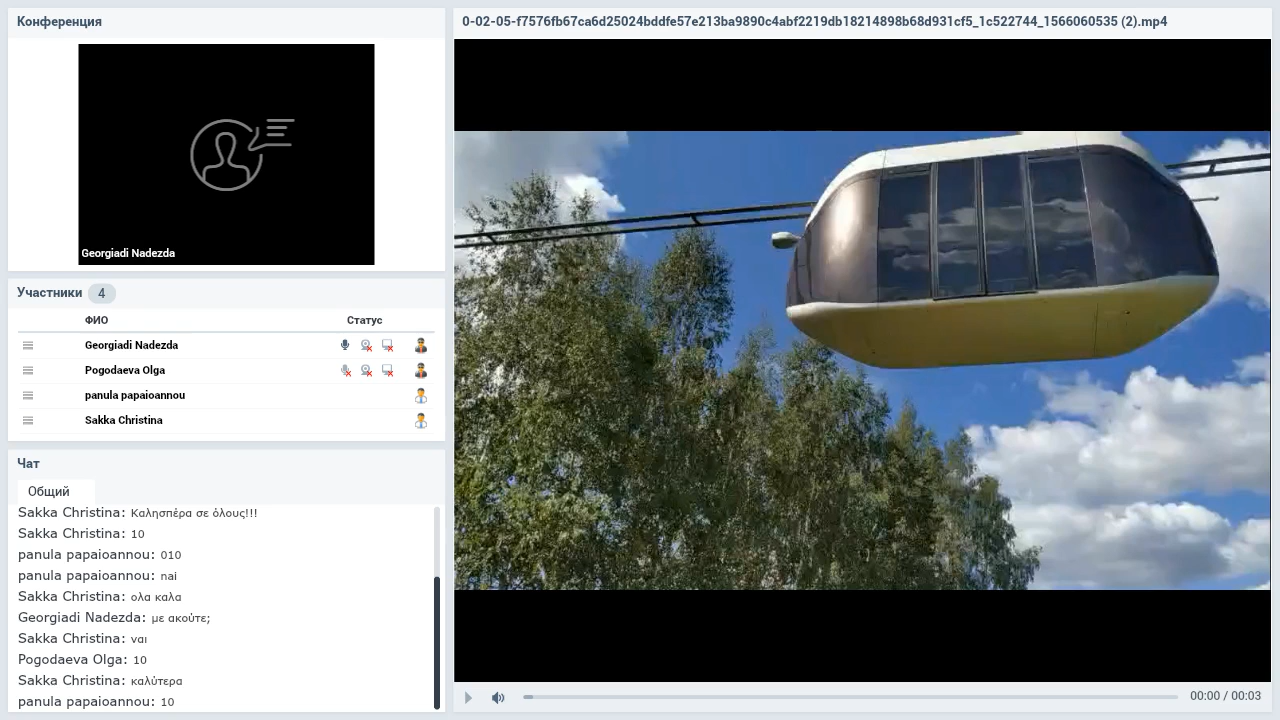 Конференция
Georgiadi Nadezda
Участники 4
ФИО Статус
Georgiadi Nadezda
Pogodaeva Olga
panula papaioannou
Sakka Christina
Чат
Общий
Sakka Christina: Καλησπέρα σε όλους!!!
Sakka Christina: 10
panula papaioannou: 010
panula papaioannou: nai
Sakka Christina: ολα καλα
Georgiadi Nadezda: με ακούτε;
Sakka Christina: ναι
Pogodaeva Olga: 10
Sakka Christina: καλύτερα
panula papaioannou: 10
0-02-05-f7576fb67ca6d25024bddfe57e213ba9890c4abf2219db18214898b68d931cf5_1c522744_1566060535 (2).mp4
00:00 / 00:03